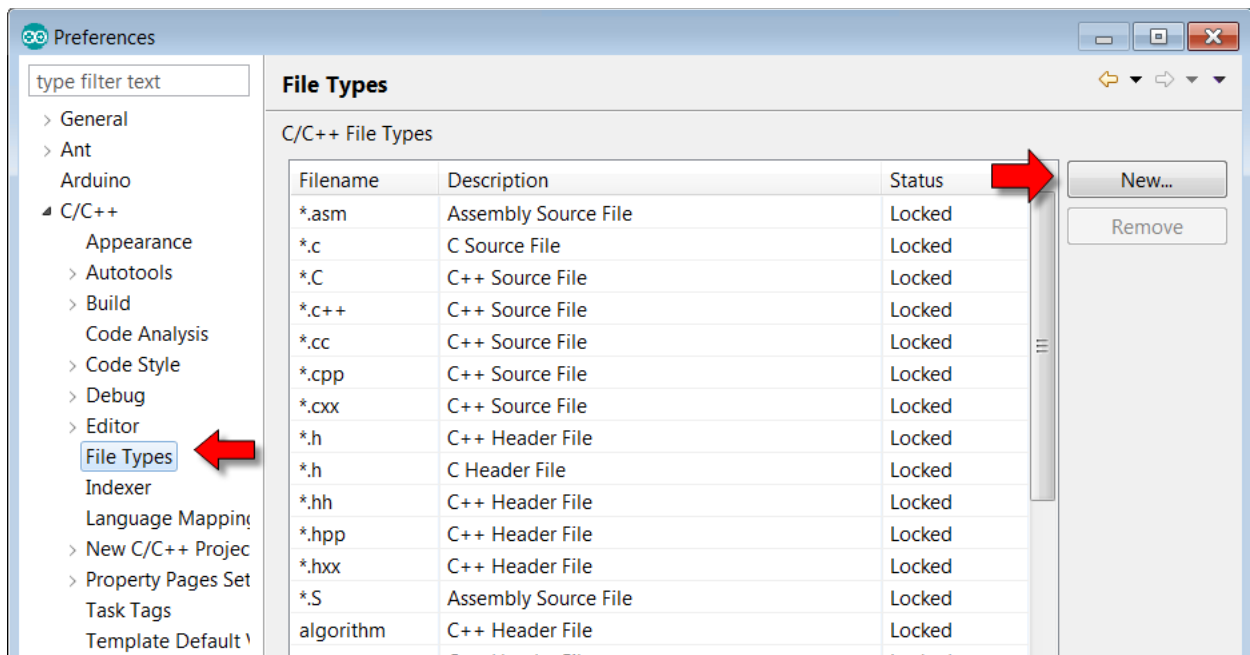 Preferences
type filter text
General
Ant
Arduino
C/C++
Appearance
Autotools
Build
Code Analysis
Code Style
Debug
Editor
File Types
Indexer
Language Mapping
New C/C++ Projec
Property Pages Set
Task Tags
Template Default
File Types
C/C++ File Types
Filename Description Status
*.asm Assembly Source File Locked
*.c C Source File Locked
*.C C++ Source File Locked
*.c++ C++ Source File Locked
*.cc C++ Source File Locked
*.cpp C++ Source File Locked
*.cxx C++ Source File Locked
*.h C++ Header File Locked
*.h C Header File Locked
*.hh C++ Header File Locked
*.hpp C++ Header File Locked
*.hxx C++ Header File Locked
*.S Assembly Source File Locked
algorithm C++ Header File Locked
New...
Remove